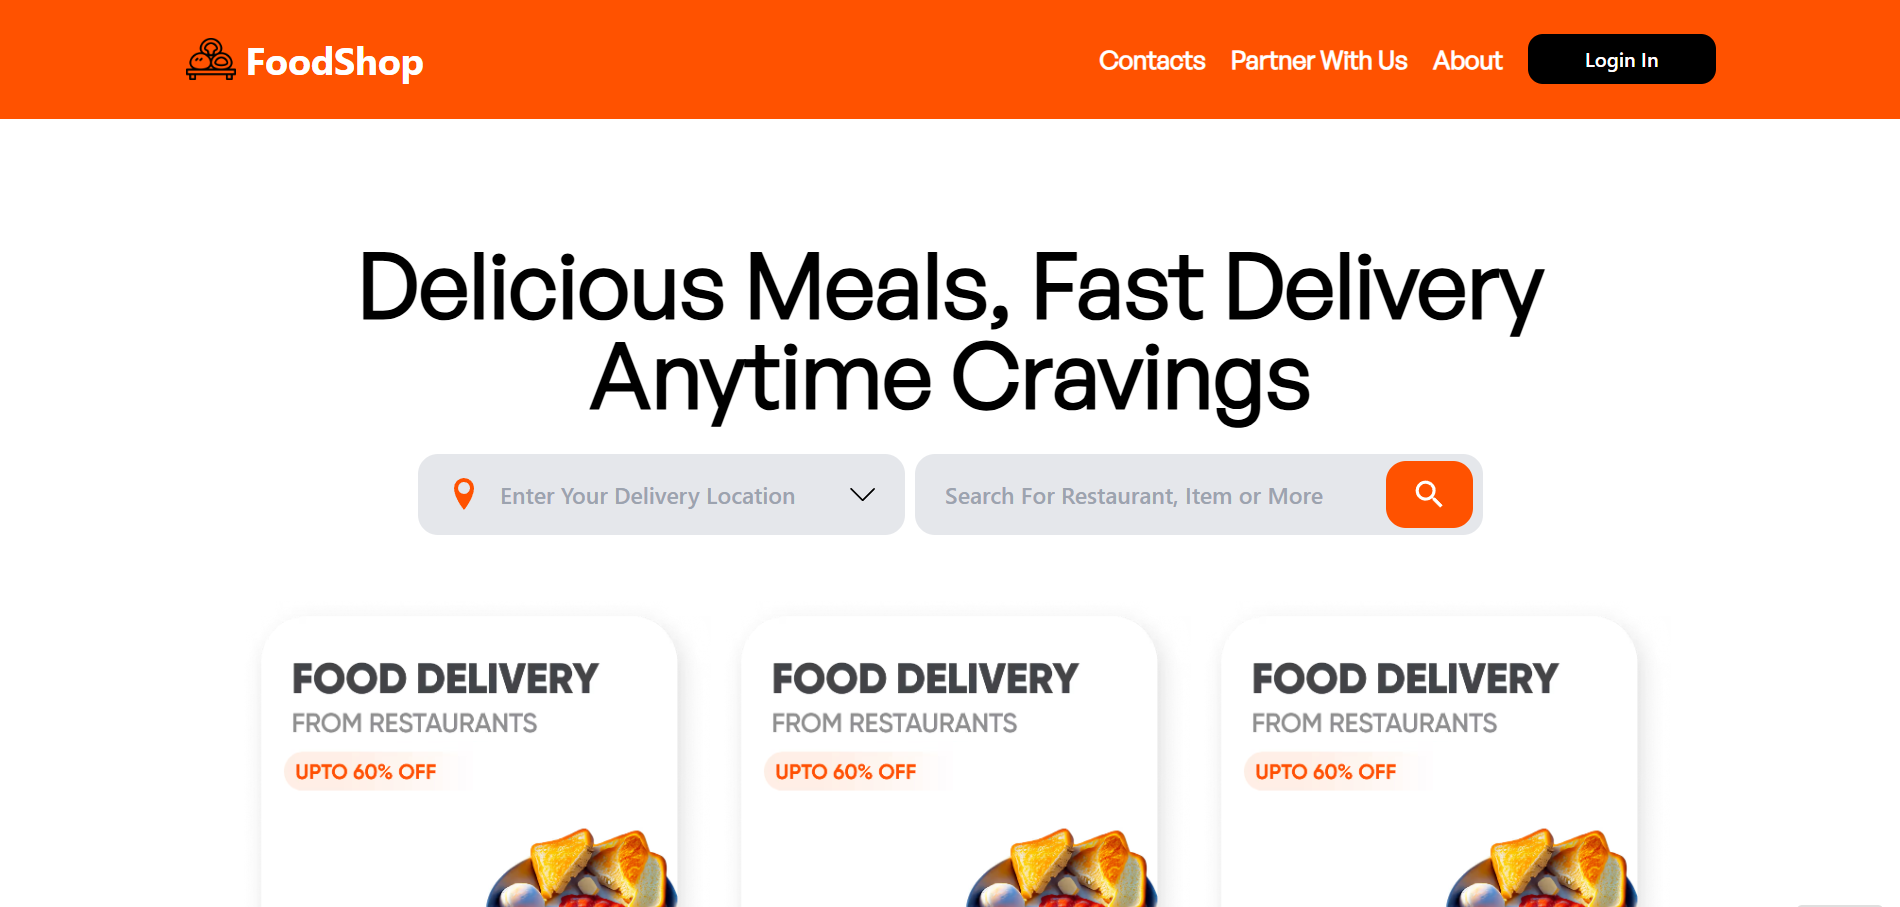 FoodShop
Contacts Partner With Us About Login In
Delicious Meals, Fast Delivery
Anytime Cravings
Enter Your Delivery Location
Search For Restaurant, Item or More
FOOD DELIVERY
FROM RESTAURANTS
UPTO 60% OFF
FOOD DELIVERY
FROM RESTAURANTS
UPTO 60% OFF
FOOD DELIVERY
FROM RESTAURANTS
UPTO 60% OFF